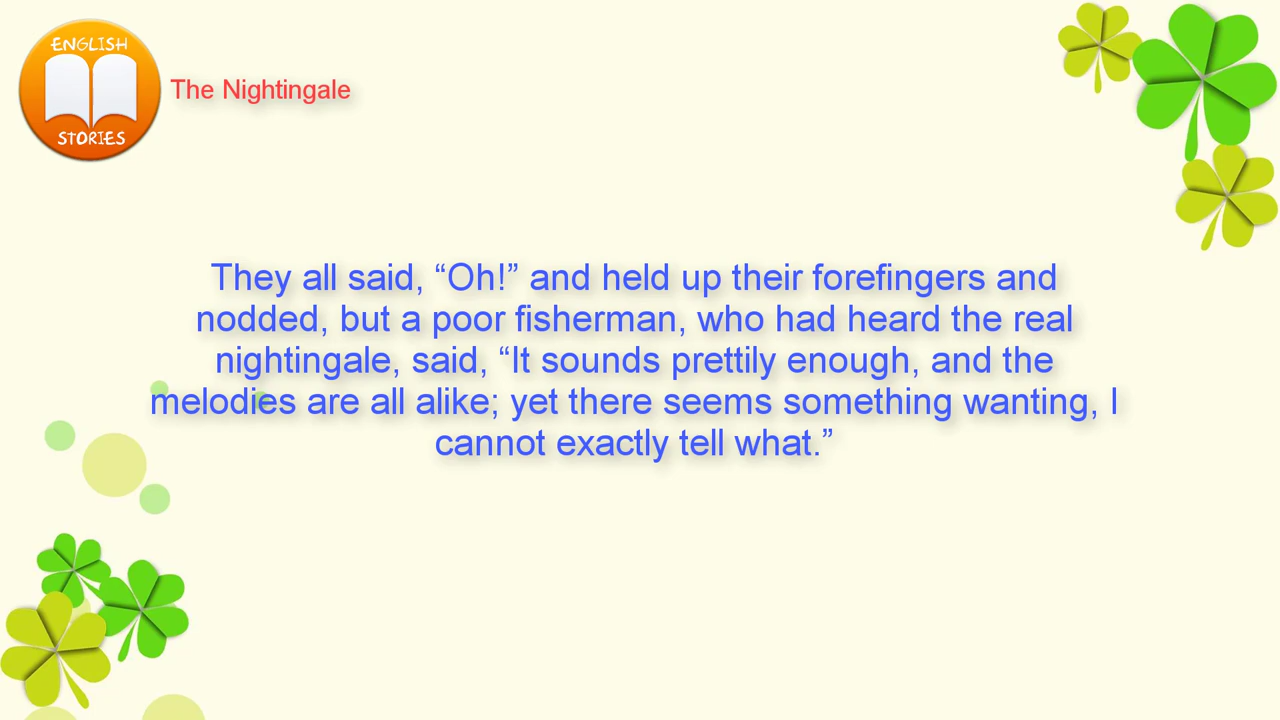 ENGLISH
STORIES
The Nightingale
They all said, “Oh!” and held up their forefingers and
nodded, but a poor fisherman, who had heard the real
nightingale, said, “It sounds prettily enough, and the
melodies are all alike; yet there seems something wanting, I
cannot exactly tell what.”